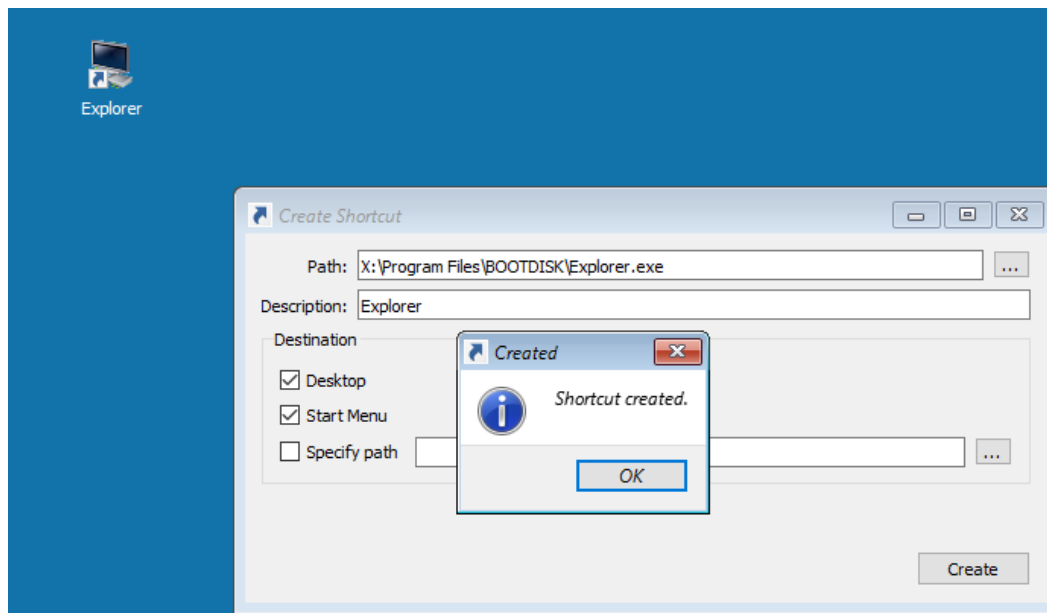 Explorer
Create Shortcut
Path: X:\Program Files\BOOTDISK\Explorer.exe ...
Description: Explorer
Destination
Desktop
Start Menu
Specify path ...
Created
Shortcut created.
OK
Create